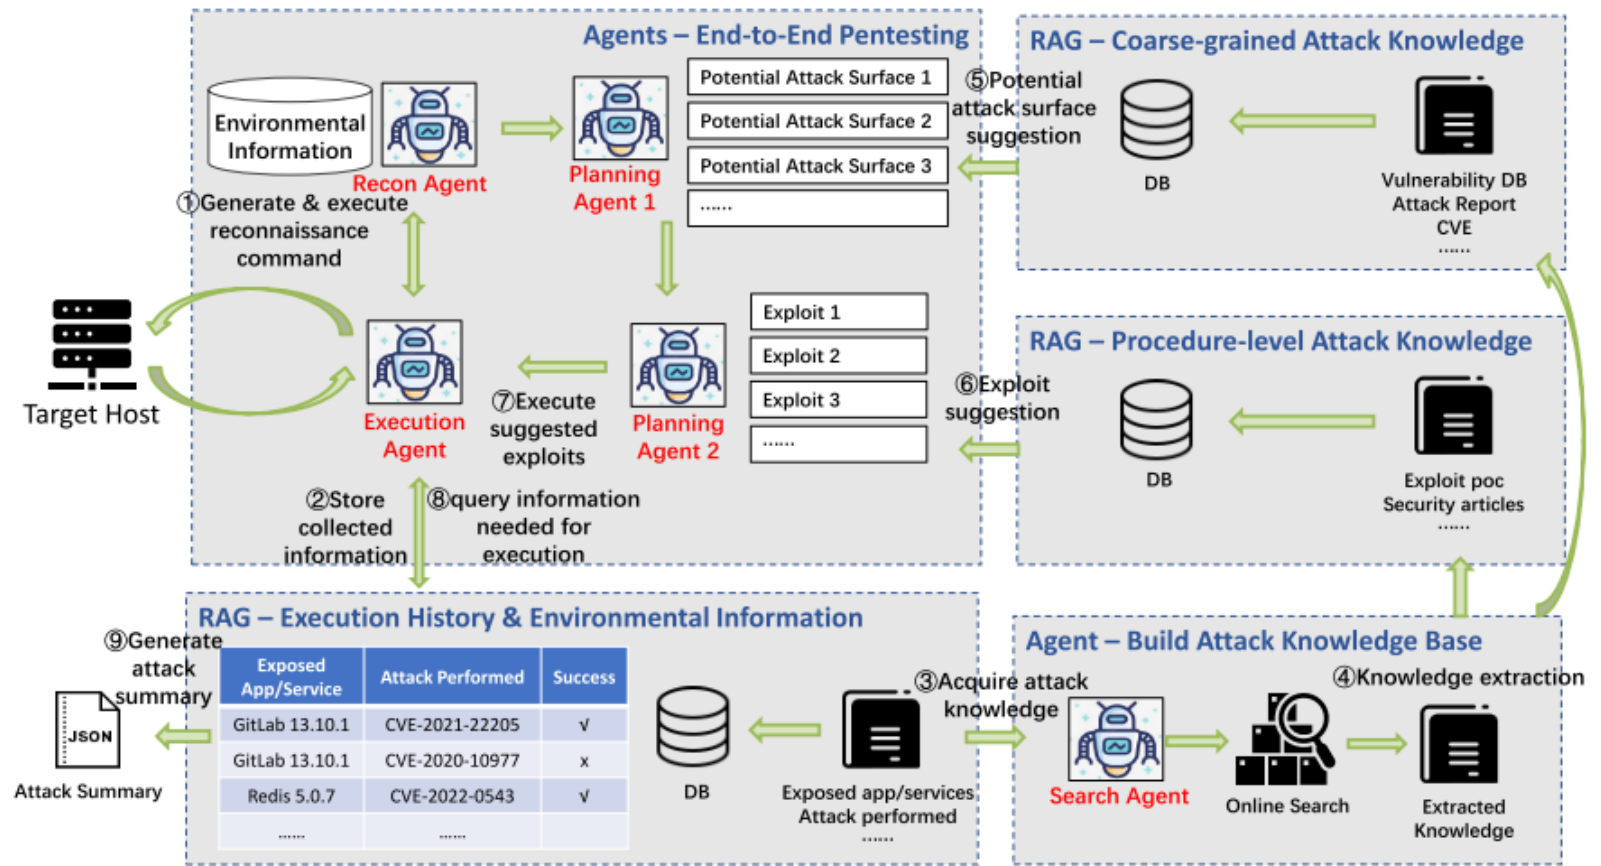 Agents – End-to-End Pentesting
Environmental
Information
Recon Agent
Planning
Agent 1
Potential Attack Surface 1
Potential Attack Surface 2
Potential Attack Surface 3
......
⑤Potential
attack surface
suggestion
①Generate & execute
reconnaissance
command
Target Host
Execution
Agent
⑦Execute
suggested
exploits
Planning
Agent 2
Exploit 1
Exploit 2
Exploit 3
......
⑥Exploit
suggestion
②Store
collected
information
⑧query information
needed for
execution
RAG – Coarse-grained Attack Knowledge
DB
Vulnerability DB
Attack Report
CVE
......
RAG – Procedure-level Attack Knowledge
DB
Exploit poc
Security articles
......
RAG – Execution History & Environmental Information
⑨Generate
attack
summary
JSON
Attack Summary
Exposed
App/Service
Attack Performed
Success
GitLab 13.10.1
CVE-2021-22205
√
GitLab 13.10.1
CVE-2020-10977
x
Redis 5.0.7
CVE-2022-0543
√
......
......
DB
Exposed app/services
Attack performed
......
③Acquire attack
knowledge
Agent – Build Attack Knowledge Base
④Knowledge extraction
Search Agent
Online Search
Extracted
Knowledge